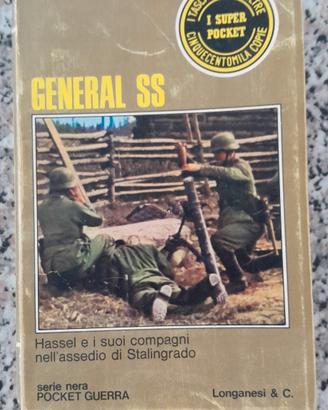 I SUPER
POCKET
CINQUECENTOMILA COPIE
GENERAL SS
Hassel e i suoi compagni
nell'assedio di Stalingrado
serie nera
POCKET GUERRA
Longanesi & C.